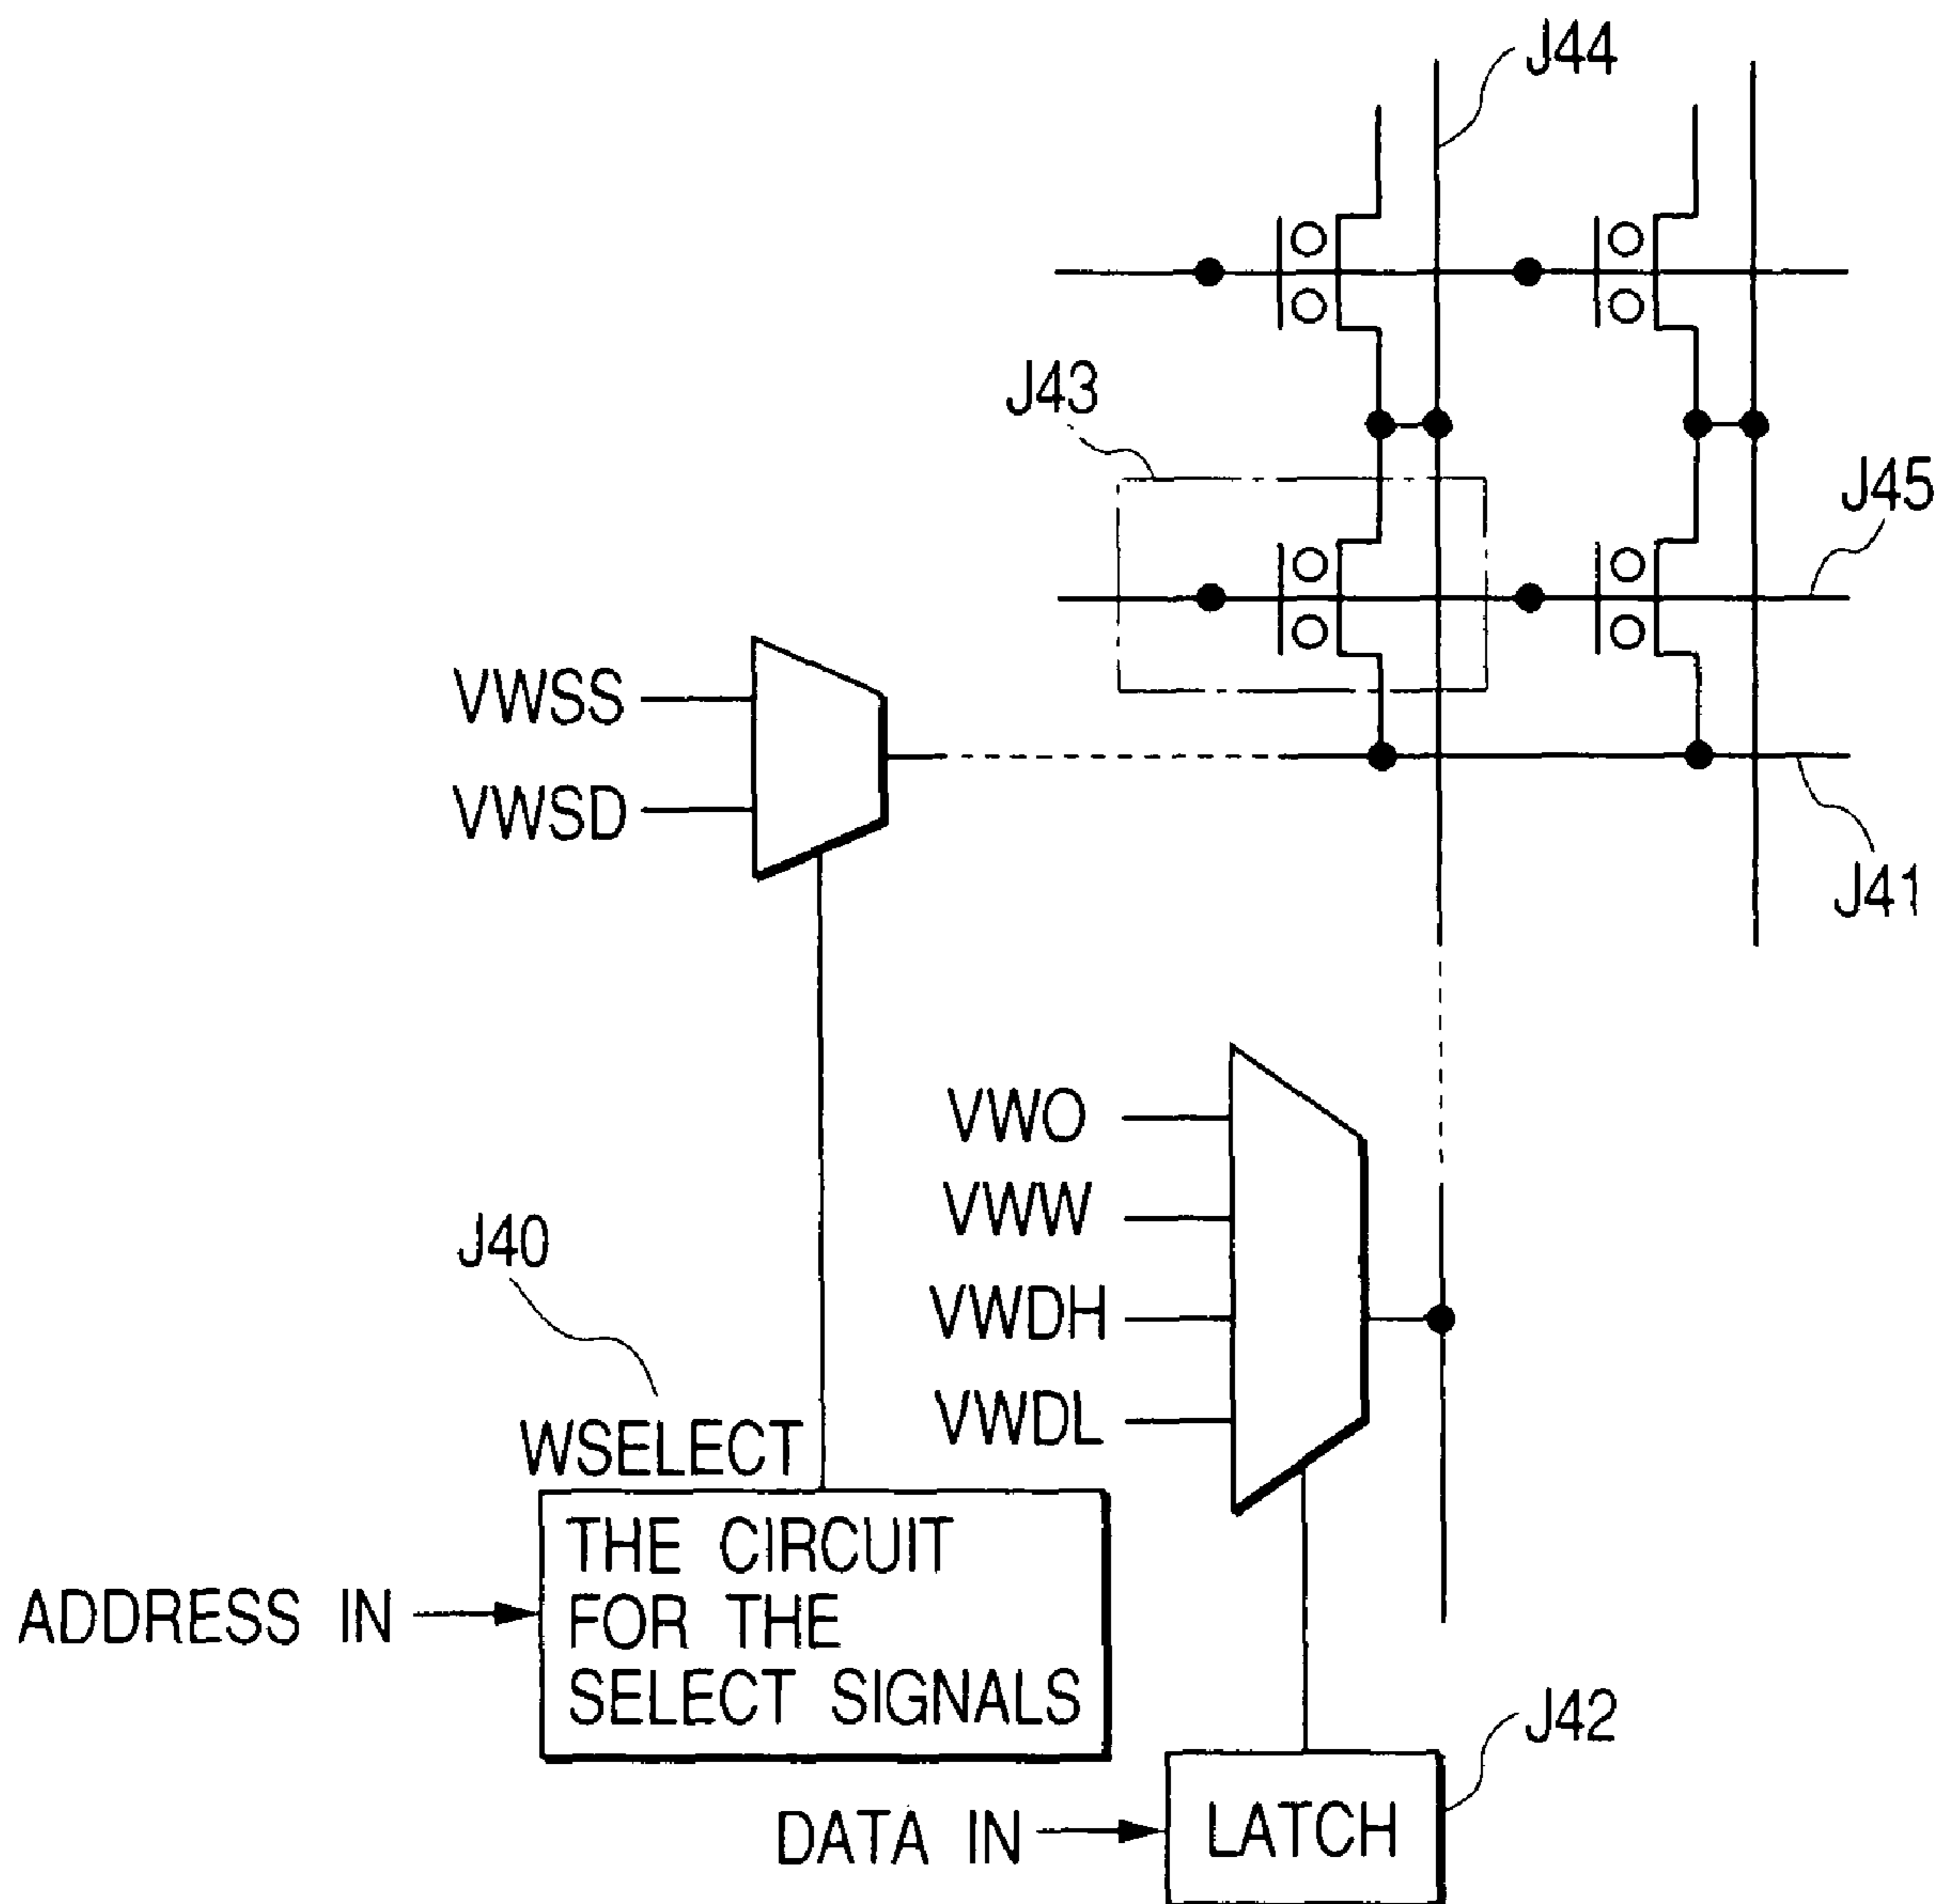 J44
J43
J45
VWSS
VWSD
J41
VWO
VWW
J40
VWDH
VWDL
WSELECT
THE CIRCUIT
FOR THE
SELECT SIGNALS
ADDRESS IN
J42
DATA IN
LATCH